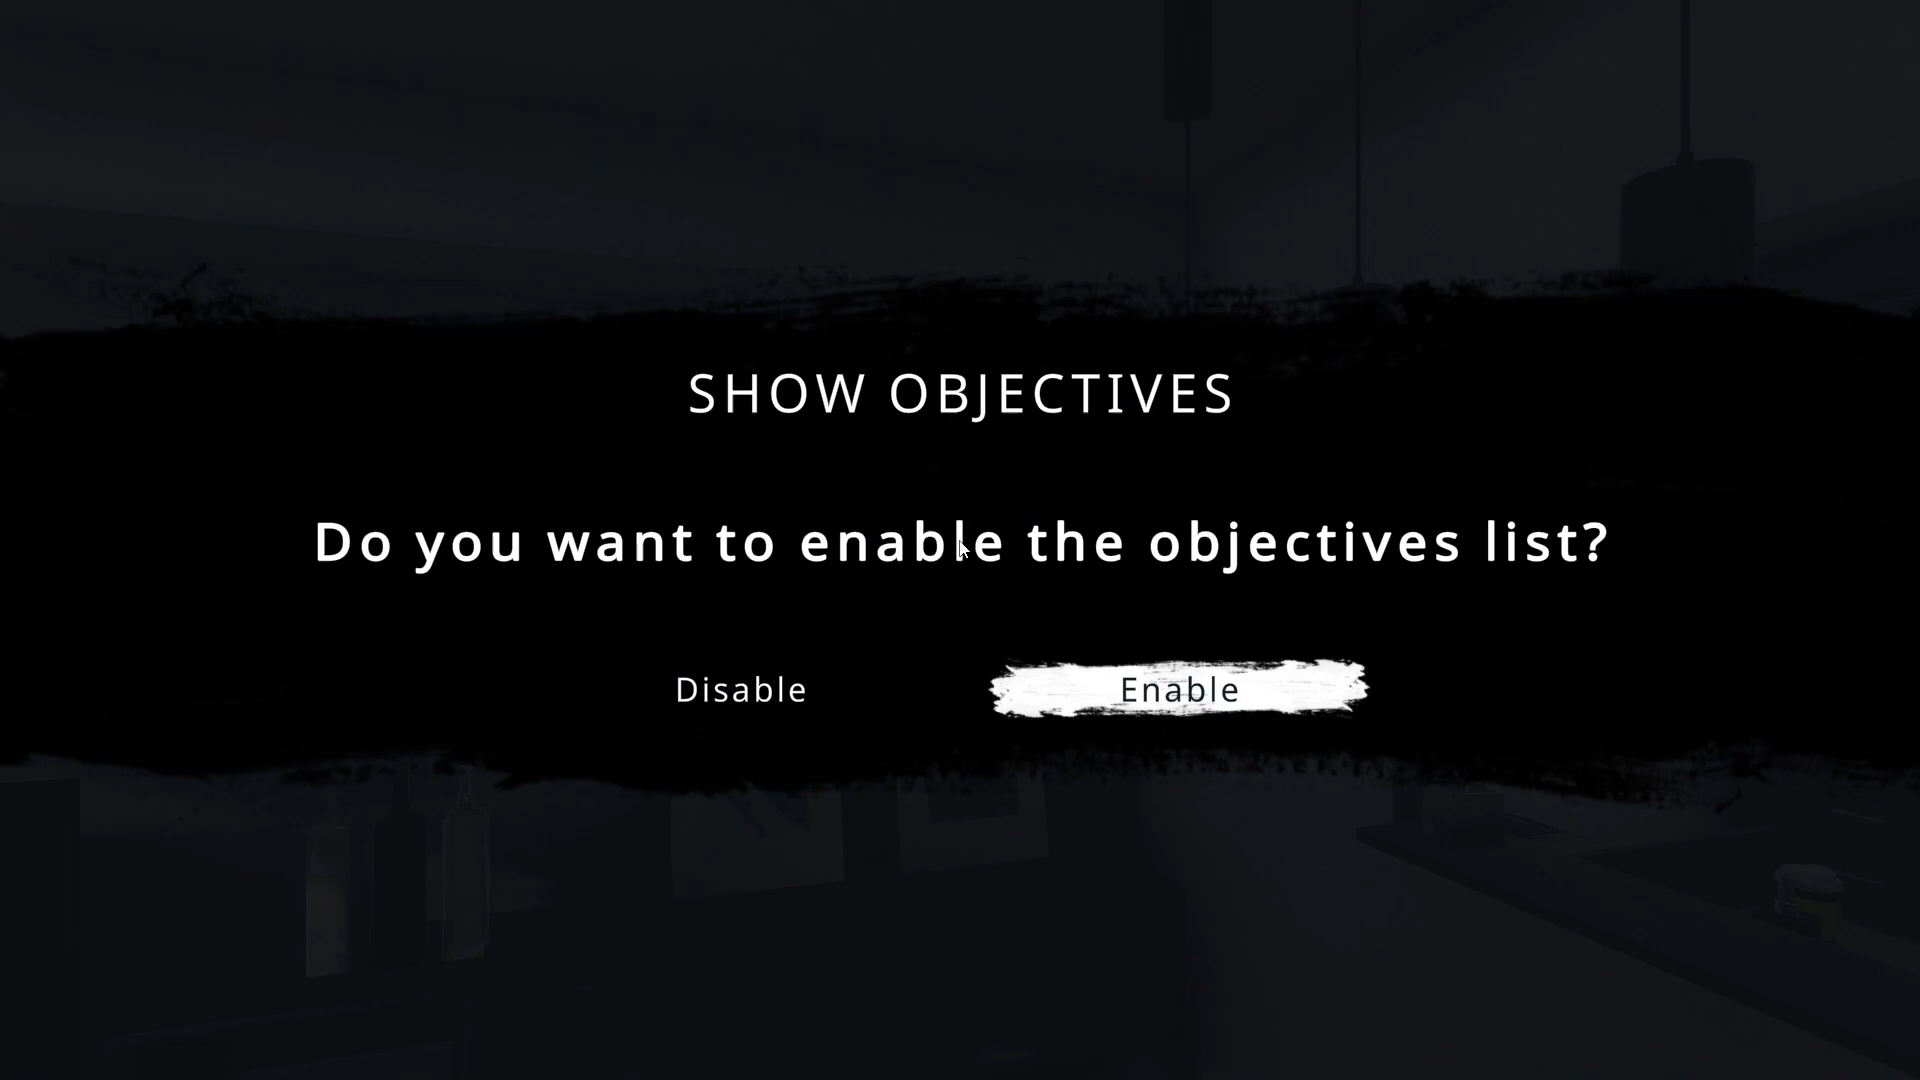 SHOW OBJECTIVES
Do you want to enable the objectives list?
Disable
Enable